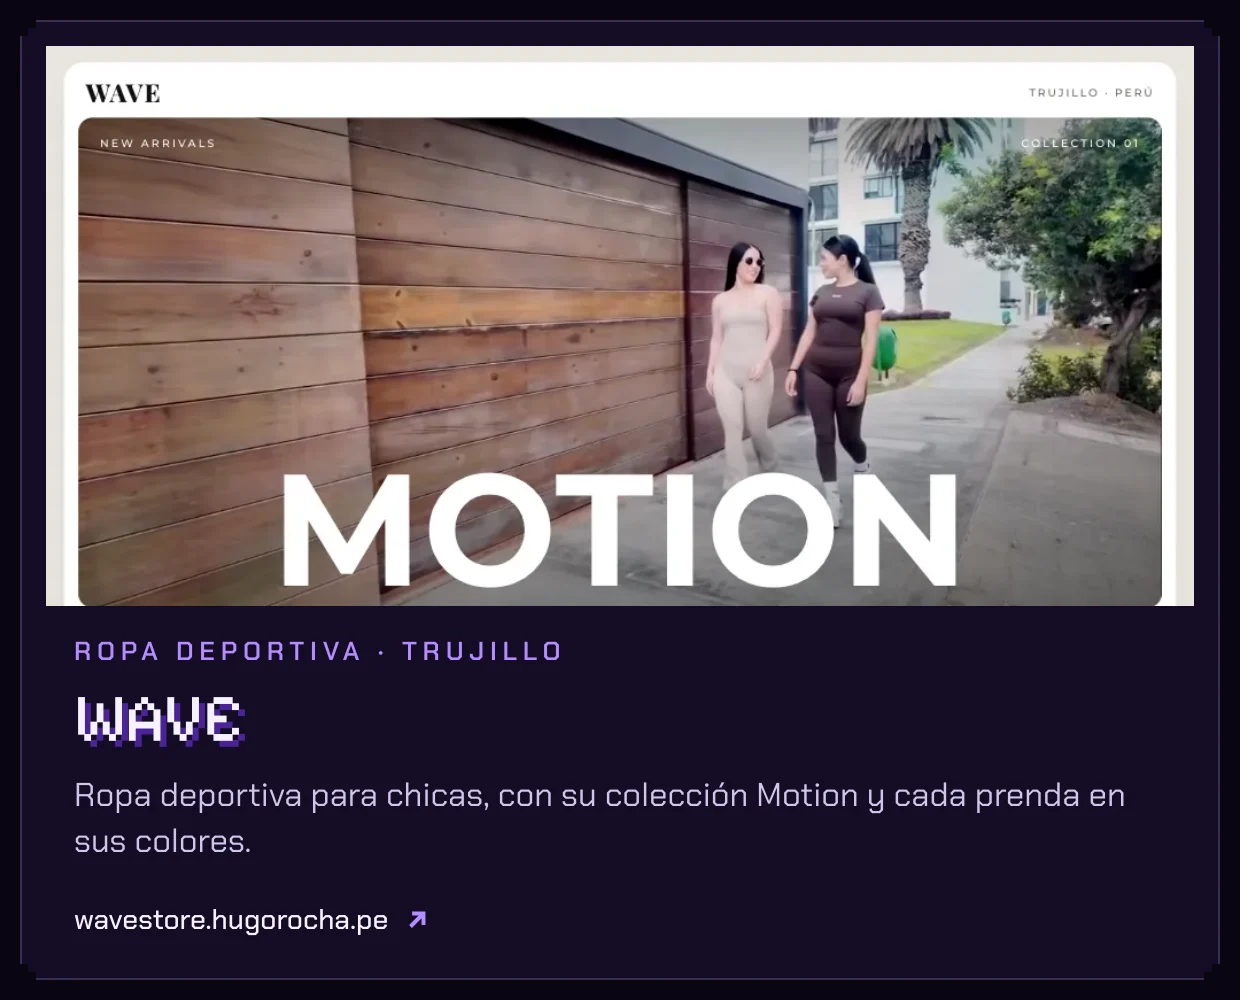 WAVE
TRUJILLO · PERÚ
NEW ARRIVALS
COLLECTION 01
MOTION
ROPA DEPORTIVA · TRUJILLO
WAVE
Ropa deportiva para chicas, con su colección Motion y cada prenda en
sus colores.
wavestore.hugorocha.pe ↗